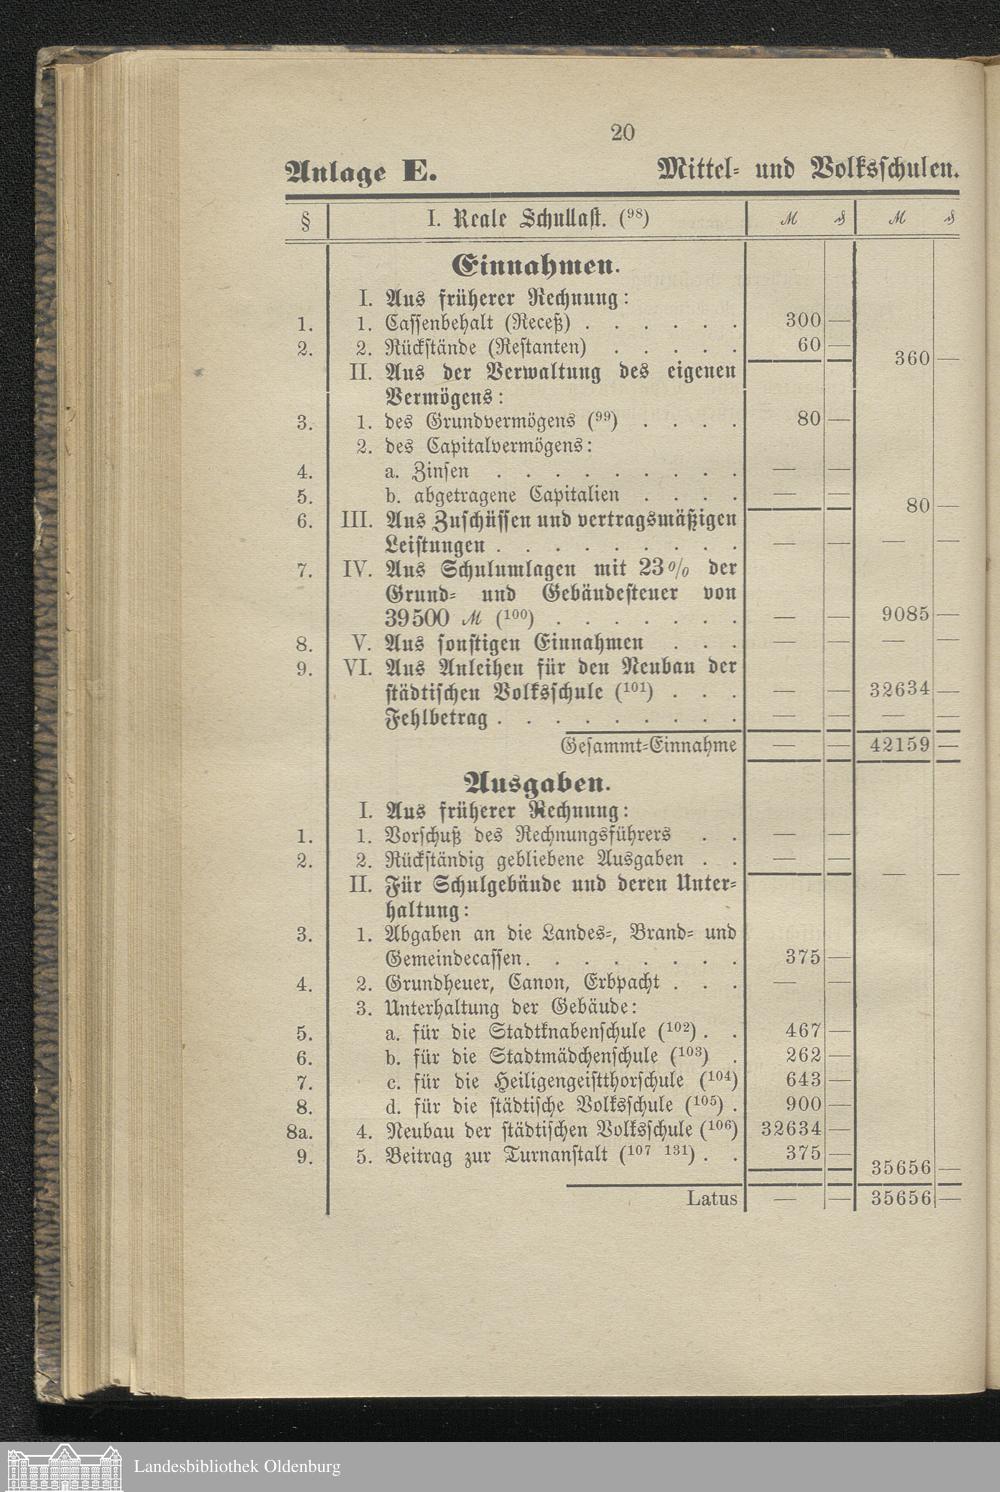 20
Anlage E. Mittel- und Volksschulen.
§ I. Reale Schullast. (98) ℳ ₰ ℳ ₰
Einnahmen.
I. Aus früherer Rechnung:
1. 1. Cassenbehalt (Receß) . . . . . . 300 —
2. 2. Rückstände (Restanten) . . . . . 60 —
360 —
II. Aus der Verwaltung des eigenen
Vermögens:
3. 1. des Grundvermögens (99) . . . . 80 —
2. des Capitalvermögens:
4. a. Zinsen . . . . . . . . . — —
5. b. abgetragene Capitalien . . . . — —
80 —
6. III. Aus Zuschüssen und vertragsmäßigen
Leistungen . . . . . . . . . — — — —
7. IV. Aus Schulumlagen mit 23% der
Grund- und Gebäudesteuer von
39500 ℳ (100) . . . . . . . — — 9085 —
8. V. Aus sonstigen Einnahmen . . . — — — —
9. VI. Aus Anleihen für den Neubau der
städtischen Volksschule (101) . . . — — 32634 —
Fehlbetrag . . . . . . . . . — — — —
Gesammt-Einnahme — — 42159 —
Ausgaben.
I. Aus früherer Rechnung:
1. 1. Vorschuß des Rechnungsführers . . — —
2. 2. Rückständig gebliebene Ausgaben . . — —
— —
II. Für Schulgebäude und deren Unter-
haltung:
3. 1. Abgaben an die Landes-, Brand- und
Gemeindecassen . . . . . . . . 375 —
4. 2. Grundheuer, Canon, Erbpacht . . . — —
3. Unterhaltung der Gebäude:
5. a. für die Stadtknabenschule (102) . . 467 —
6. b. für die Stadtmädchenschule (103) . 262 —
7. c. für die Heiligengeistthorschule (104) 643 —
8. d. für die städtische Volksschule (105) . 900 —
8a. 4. Neubau der städtischen Volksschule (106) 32634 —
9. 5. Beitrag zur Turnanstalt (107 131) . . 375 —
35656 —
Latus — — 35656 —
Landesbibliothek Oldenburg